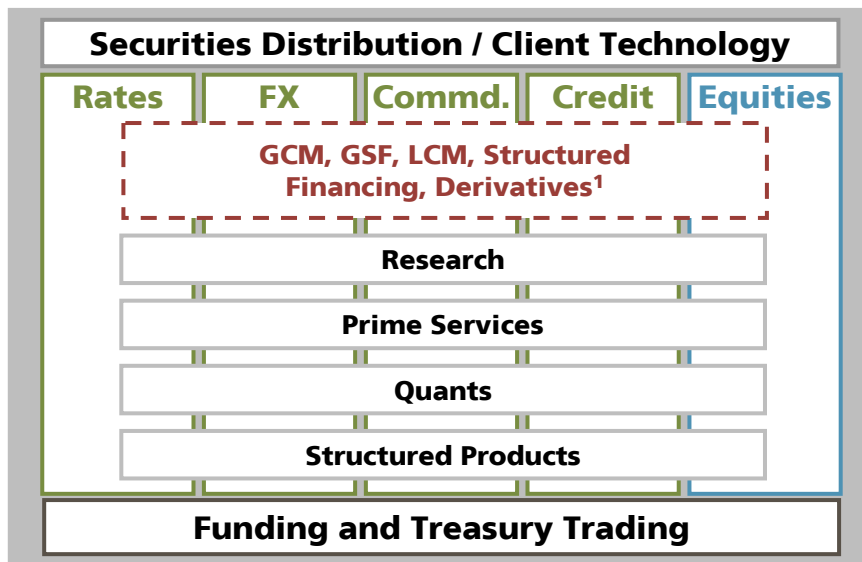 Securities Distribution / Client Technology
Rates FX Commd. Credit Equities
GCM, GSF, LCM, Structured
Financing, Derivatives¹
Research
Prime Services
Quants
Structured Products
Funding and Treasury Trading